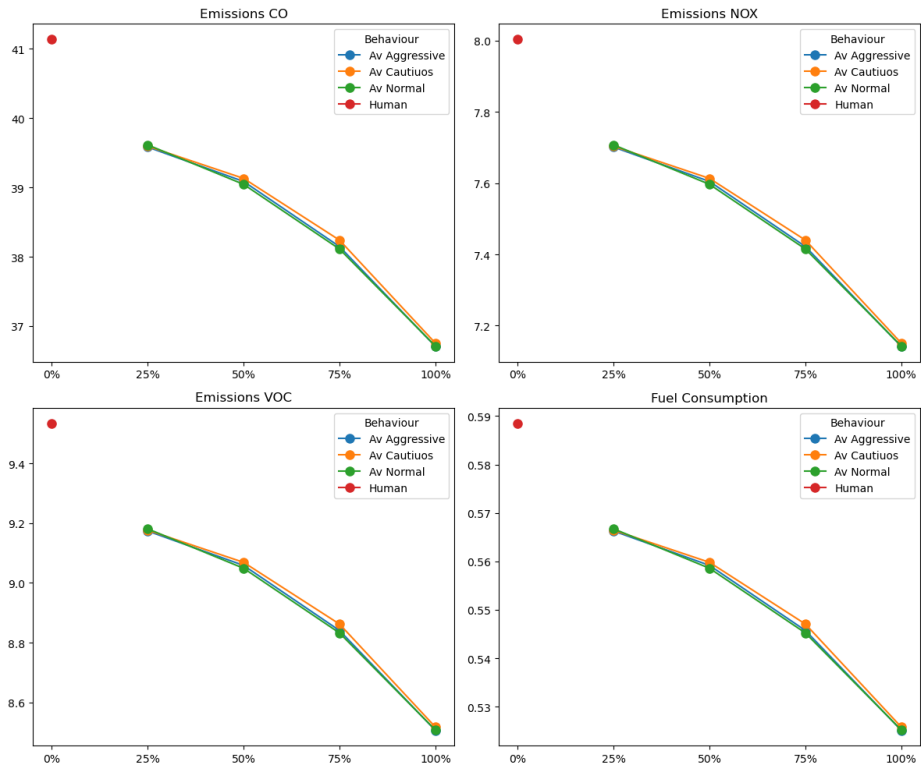 Emissions CO
41
40
39
38
37
0%
25%
50%
75%
100%
Behaviour
Av Aggressive
Av Cautiuos
Av Normal
Human
Emissions NOX
8.0
7.8
7.6
7.4
7.2
0%
25%
50%
75%
100%
Behaviour
Av Aggressive
Av Cautiuos
Av Normal
Human
Emissions VOC
9.4
9.2
9.0
8.8
8.6
0%
25%
50%
75%
100%
Behaviour
Av Aggressive
Av Cautiuos
Av Normal
Human
Fuel Consumption
0.59
0.58
0.57
0.56
0.55
0.54
0.53
0%
25%
50%
75%
100%
Behaviour
Av Aggressive
Av Cautiuos
Av Normal
Human